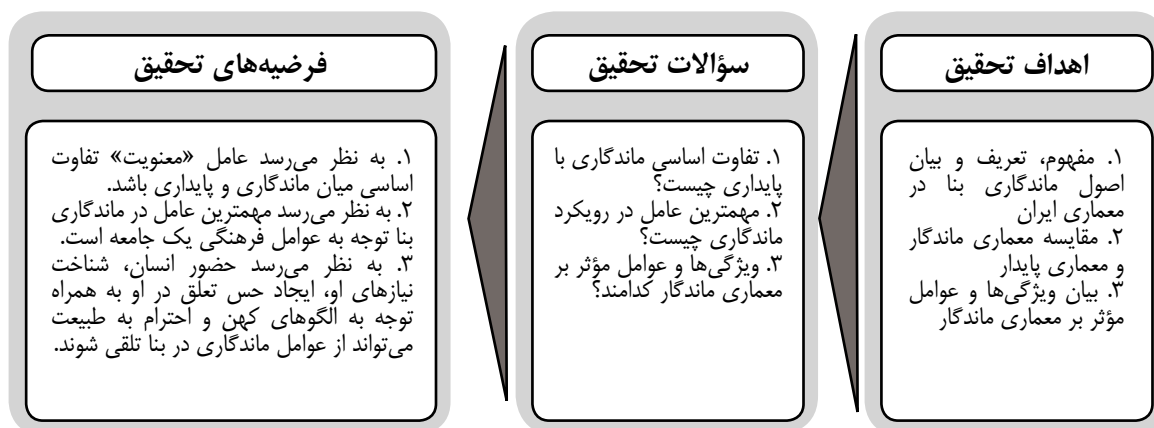 اهداف تحقیق
۱. مفهوم، تعریف و بیان
اصول ماندگاری بنا در
معماری ایران
۲. مقایسه معماری ماندگار
و معماری پایدار
۳. بیان ویژگی‌ها و عوامل
مؤثر بر معماری ماندگار
سؤالات تحقیق
۱. تفاوت اساسی ماندگاری با
پایداری چیست؟
۲. مهمترین عامل در رویکرد
ماندگاری چیست؟
۳. ویژگی‌ها و عوامل مؤثر بر
معماری ماندگار کدامند؟
فرضیه‌های تحقیق
۱. به نظر می‌رسد عامل «معنویت» تفاوت
اساسی میان ماندگاری و پایداری باشد.
۲. به نظر می‌رسد مهمترین عامل در ماندگاری
بنا توجه به عوامل فرهنگی یک جامعه است.
۳. به نظر می‌رسد حضور انسان، شناخت
نیازهای او، ایجاد حس تعلق در او به همراه
توجه به الگوهای کهن و احترام به طبیعت
می‌تواند از عوامل ماندگاری در بنا تلقی شوند.